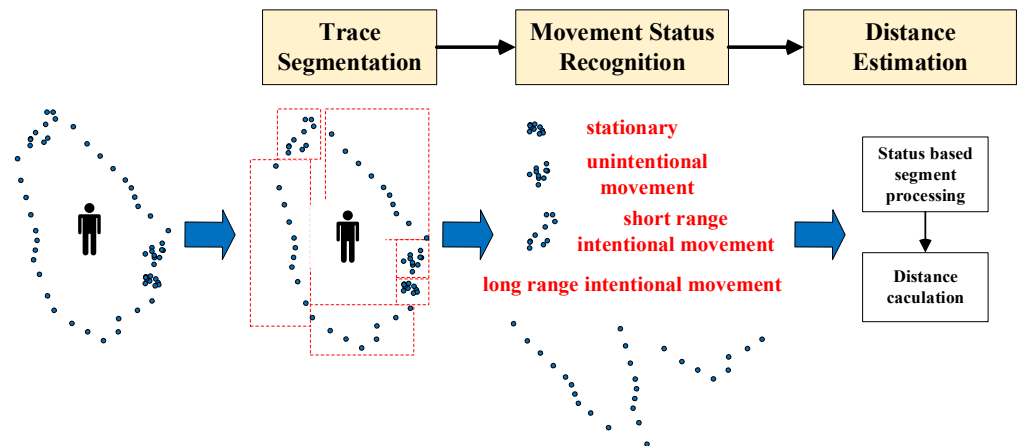 Trace
Segmentation
Movement Status
Recognition
Distance
Estimation
stationary
unintentional
movement
short range
intentional movement
long range intentional movement
Status based
segment
processing
Distance
caculation